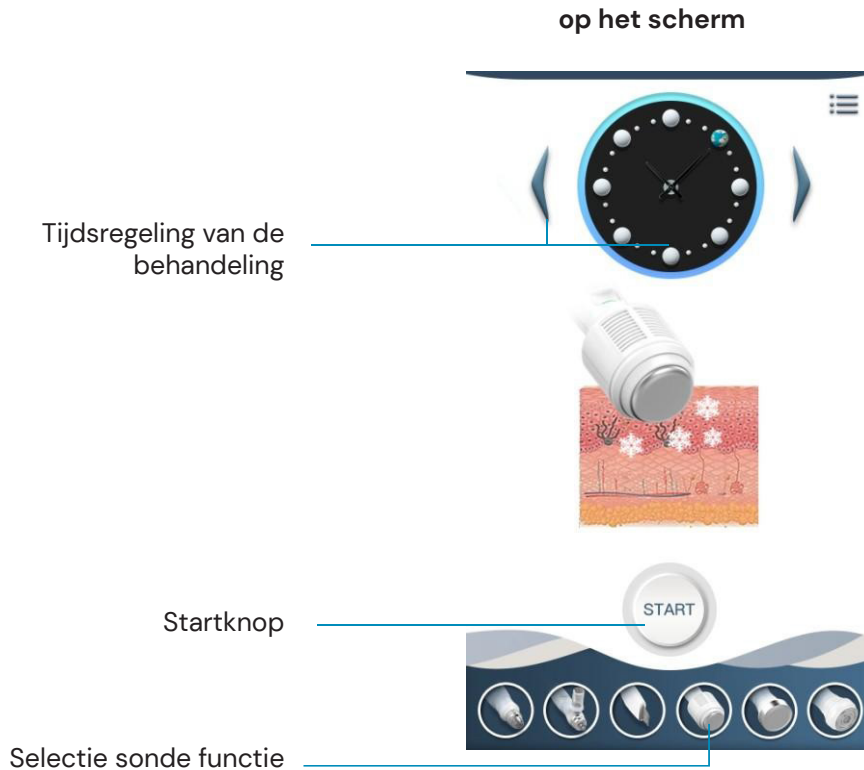 op het scherm
Tijdsregeling van de
behandeling
START
Startknop
Selectie sonde functie